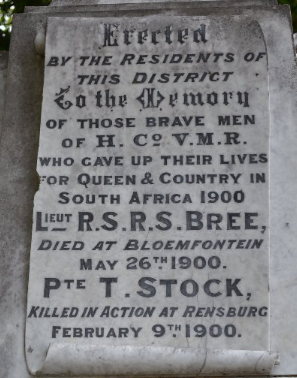 Erected
BY THE RESIDENTS OF
THIS DISTRICT
To the Memory
OF THOSE BRAVE MEN
OF H. Co V.M.R.
WHO GAVE UP THEIR LIVES
FOR QUEEN & COUNTRY IN
SOUTH AFRICA 1900
LIEUT R.S.R.S. BREE,
DIED AT BLOEMFONTEIN
MAY 26TH 1900.
PTE T. STOCK,
KILLED IN ACTION AT RENSBURG
FEBRUARY 9TH 1900.